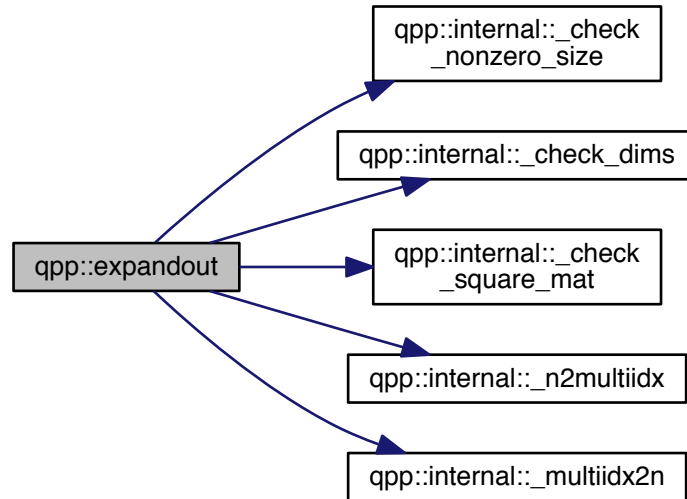 qpp::internal::_check
_nonzero_size
qpp::internal::_check_dims
qpp::expandout
qpp::internal::_check
_square_mat
qpp::internal::_n2multiidx
qpp::internal::_multiidx2n